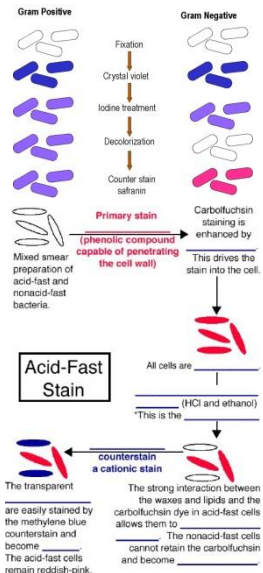 Gram Positive
Gram Negative
Fixation
Crystal violet
Iodine treatment
Decolorization
Counter stain
safranin
Primary stain
(phenolic compound
capable of penetrating
the cell wall)
Mixed smear
preparation of
acid-fast and
nonacid-fast
bacteria.
Carbolfuchsin
staining is
enhanced by
This drives the
stain into the cell.
All cells are .
(HCl and ethanol)
"This is the
Acid-Fast
Stain
counterstain
a cationic stain
The transparent
are easily stained by
the methylene blue
counterstain and
become .
The acid-fast cells
remain reddish-pink.
The strong interaction between
the waxes and lipids and the
carbolfuchsin dye in acid-fast cells
allows them to
. The nonacid-fast cells
cannot retain the carbolfuchsin
and become .